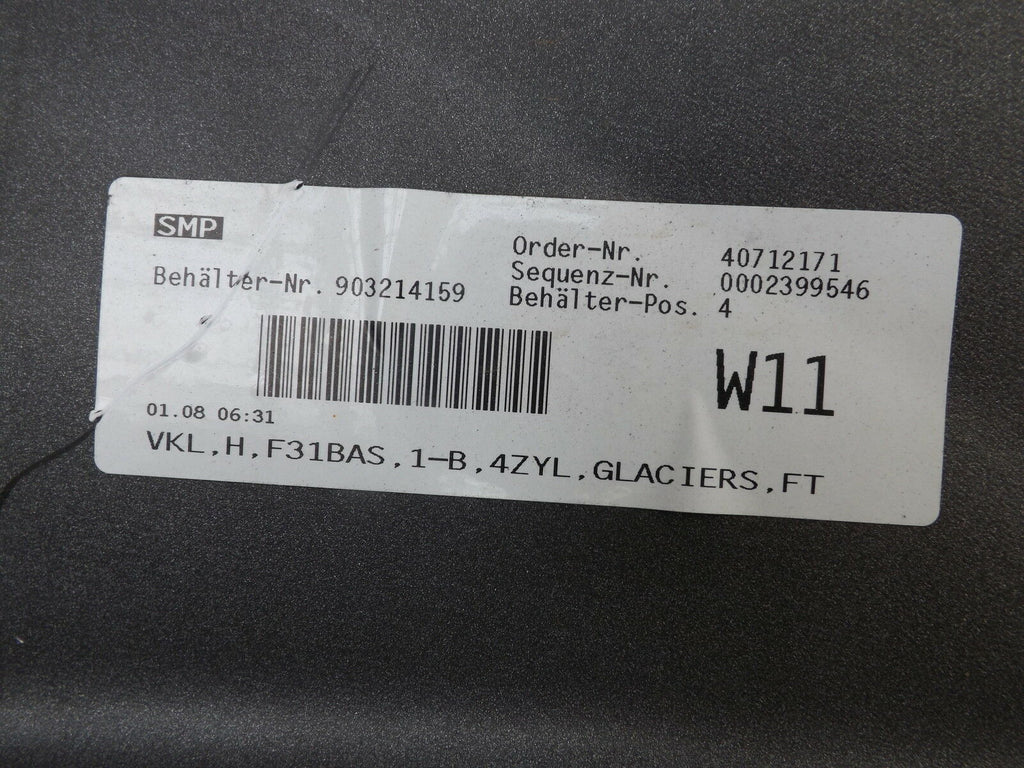 SMP
Behälter-Nr. 903214159
Order-Nr. 40712171
Sequenz-Nr. 0002399546
Behälter-Pos. 4
W11
01.08 06:31
VKL,H,F31BAS,1-B,4ZYL,GLACIERS,FT